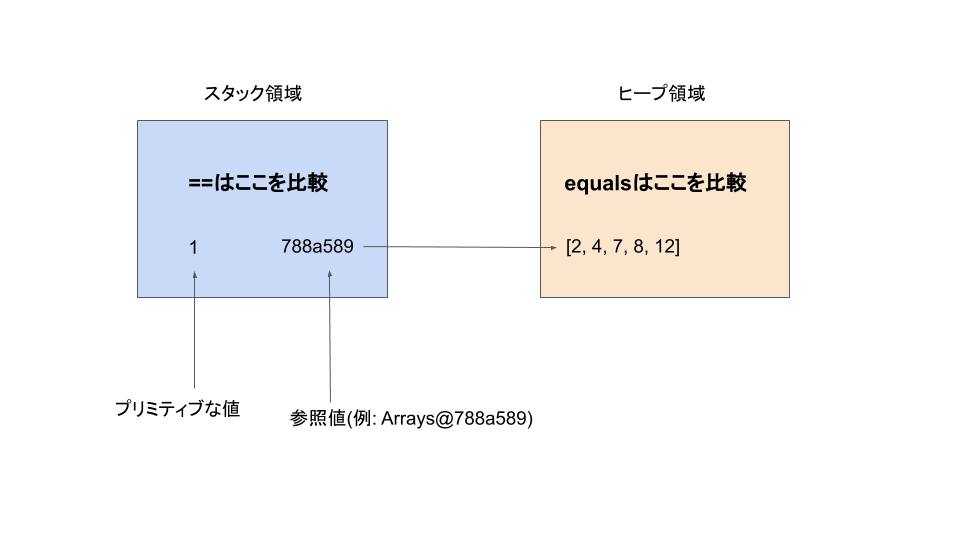 スタック領域
ヒープ領域
==はここを比較
equalsはここを比較
1
788a589
[2, 4, 7, 8, 12]
プリミティブな値
参照値(例: Arrays@788a589)